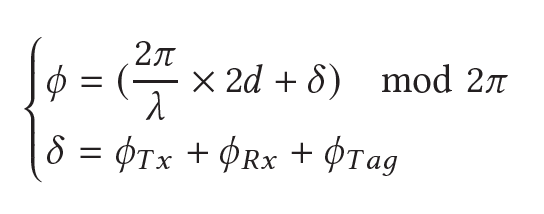 ϕ = (2π/λ × 2d + δ) mod 2π
δ = ϕ_Tx + ϕ_Rx + ϕ_Tag